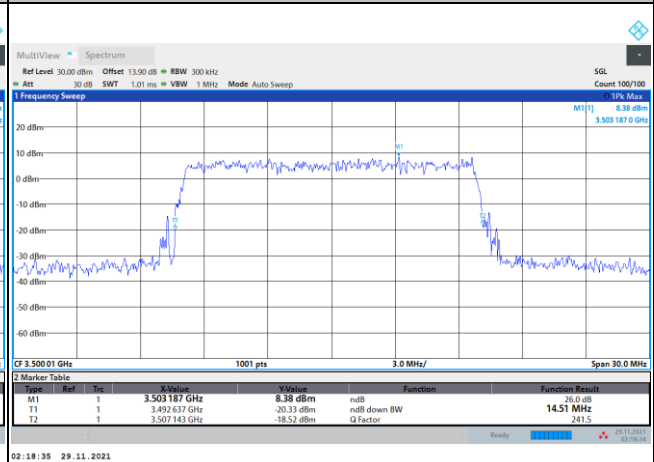 MultiView Spectrum
Ref Level 30.00 dBm Offset 13.90 dB RBW 300 kHz SGL
Att 30 dB SWT 1.01 ms VBW 1 MHz Mode Auto Sweep Count 100/100
1 Frequency Sweep 1Pk Max
M1[1] 8.38 dBm
3.503 187 0 GHz
20 dBm
M1
10 dBm
0 dBm
-10 dBm
-20 dBm
-30 dBm
-40 dBm
-50 dBm
-60 dBm
CF 3.500 01 GHz 1001 pts 3.0 MHz/ Span 30.0 MHz
2 Marker Table
Type Ref Trc X-Value Y-Value Function Function Result
M1 1 3.503 187 GHz 8.38 dBm ndB 26.0 dB
T1 1 3.492 637 GHz -20.33 dBm ndB down BW 14.51 MHz
T2 1 3.507 143 GHz -18.52 dBm Q Factor 241.5
Ready 29.11.2021
02:18:34
02:18:35 29.11.2021